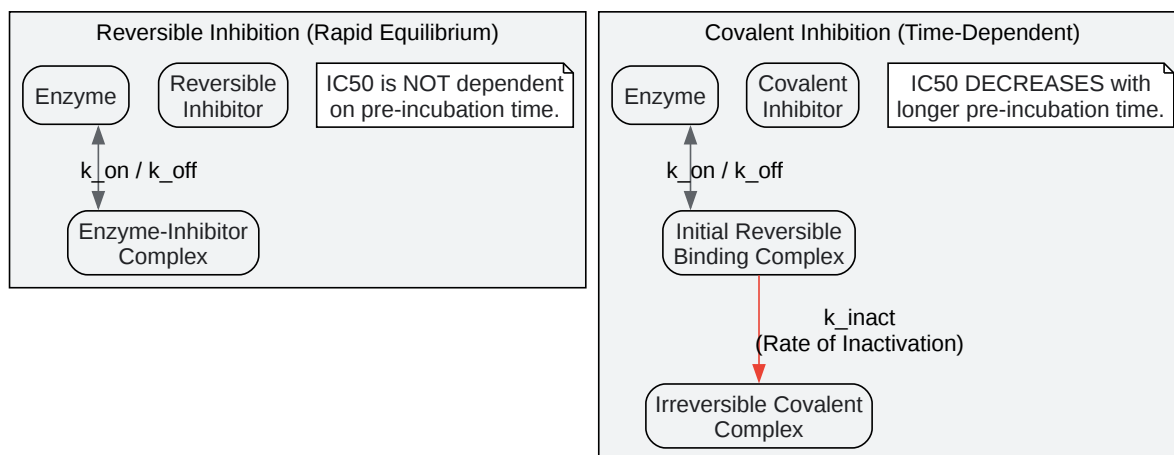 Reversible Inhibition (Rapid Equilibrium)
Enzyme
Reversible
Inhibitor
IC50 is NOT dependent
on pre-incubation time.
k_on / k_off
Enzyme-Inhibitor
Complex
Covalent Inhibition (Time-Dependent)
Enzyme
Covalent
Inhibitor
IC50 DECREASES with
longer pre-incubation time.
k_on / k_off
Initial Reversible
Binding Complex
k_inact
(Rate of Inactivation)
Irreversible Covalent
Complex